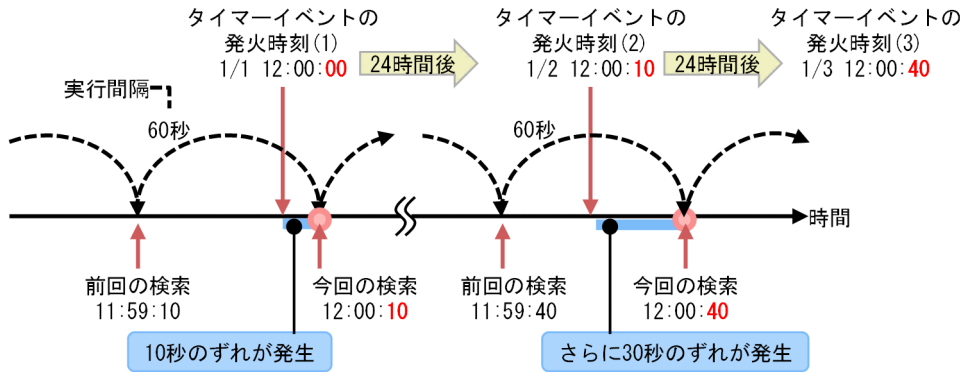 タイマーイベントの
発火時刻(1)
1/1 12:00:00
24時間後
タイマーイベントの
発火時刻(2)
1/2 12:00:10
24時間後
タイマーイベントの
発火時刻(3)
1/3 12:00:40
実行間隔
60秒
60秒
時間
前回の検索
11:59:10
今回の検索
12:00:10
前回の検索
11:59:40
今回の検索
12:00:40
10秒のずれが発生
さらに30秒のずれが発生